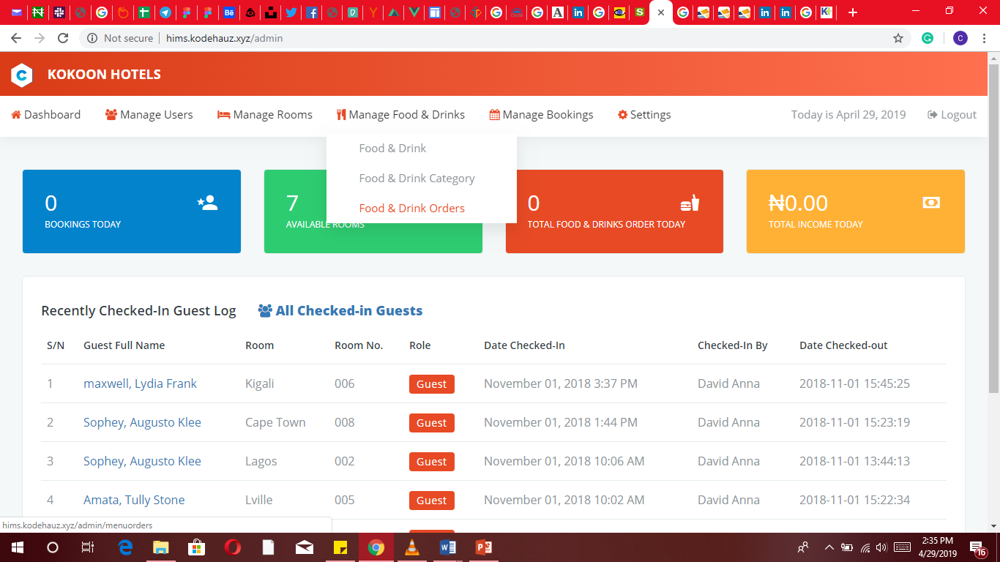 Not secure hims.kodehauz.xyz/admin
KOKOON HOTELS
Dashboard Manage Users Manage Rooms Manage Food & Drinks Manage Bookings Settings Today is April 29, 2019 Logout
Food & Drink
Food & Drink Category
Food & Drink Orders
0
BOOKINGS TODAY
7
AVAILABLE ROOMS
0
TOTAL FOOD & DRINKS ORDER TODAY
₦0.00
TOTAL INCOME TODAY
Recently Checked-In Guest Log All Checked-in Guests
S/N Guest Full Name Room Room No. Role Date Checked-In Checked-In By Date Checked-out
1 maxwell, Lydia Frank Kigali 006 Guest November 01, 2018 3:37 PM David Anna 2018-11-01 15:45:25
2 Sophey, Augusto Klee Cape Town 008 Guest November 01, 2018 1:44 PM David Anna 2018-11-01 15:23:19
3 Sophey, Augusto Klee Lagos 002 Guest November 01, 2018 10:06 AM David Anna 2018-11-01 13:44:13
4 Amata, Tully Stone Lville 005 Guest November 01, 2018 10:02 AM David Anna 2018-11-01 15:22:34
hims.kodehauz.xyz/admin/menuorders
2:35 PM
4/29/2019
16